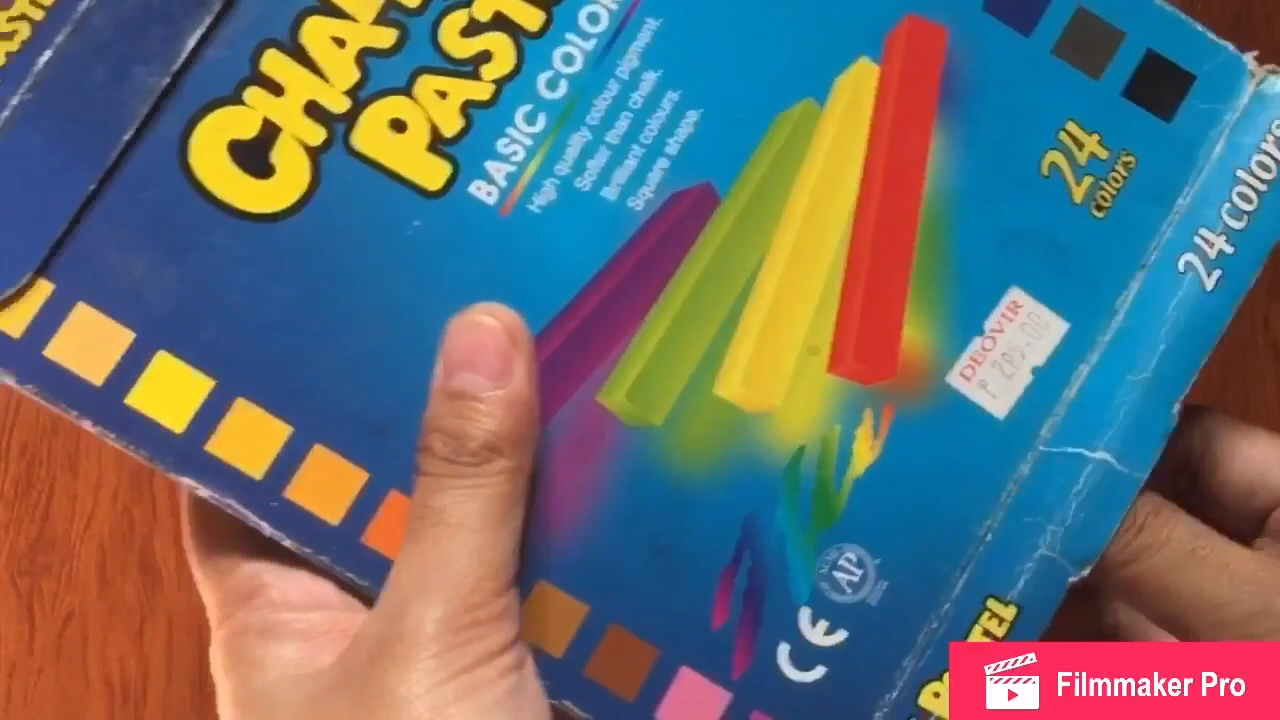 CHA
PAST
BASIC COLOR
High quality colour pigment.
Softer than chalk.
Brilliant colours.
Square shape.
24
colors
24 colors
DEOVIR
AP
CE
Filmmaker Pro